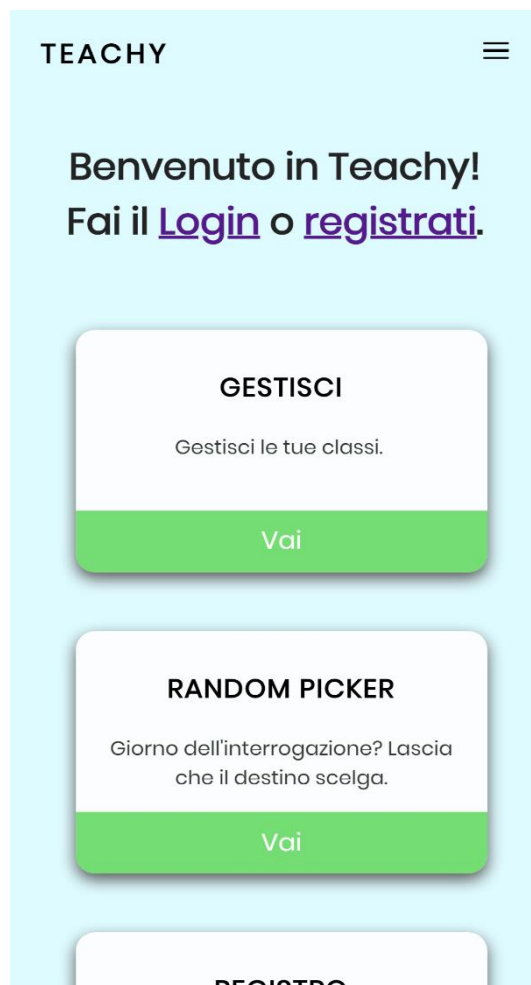 TEACHY
Benvenuto in Teachy!
Fai il Login o registrati.
GESTISCI
Gestisci le tue classi.
Vai
RANDOM PICKER
Giorno dell'interrogazione? Lascia
che il destino scelga.
Vai
REGISTRO